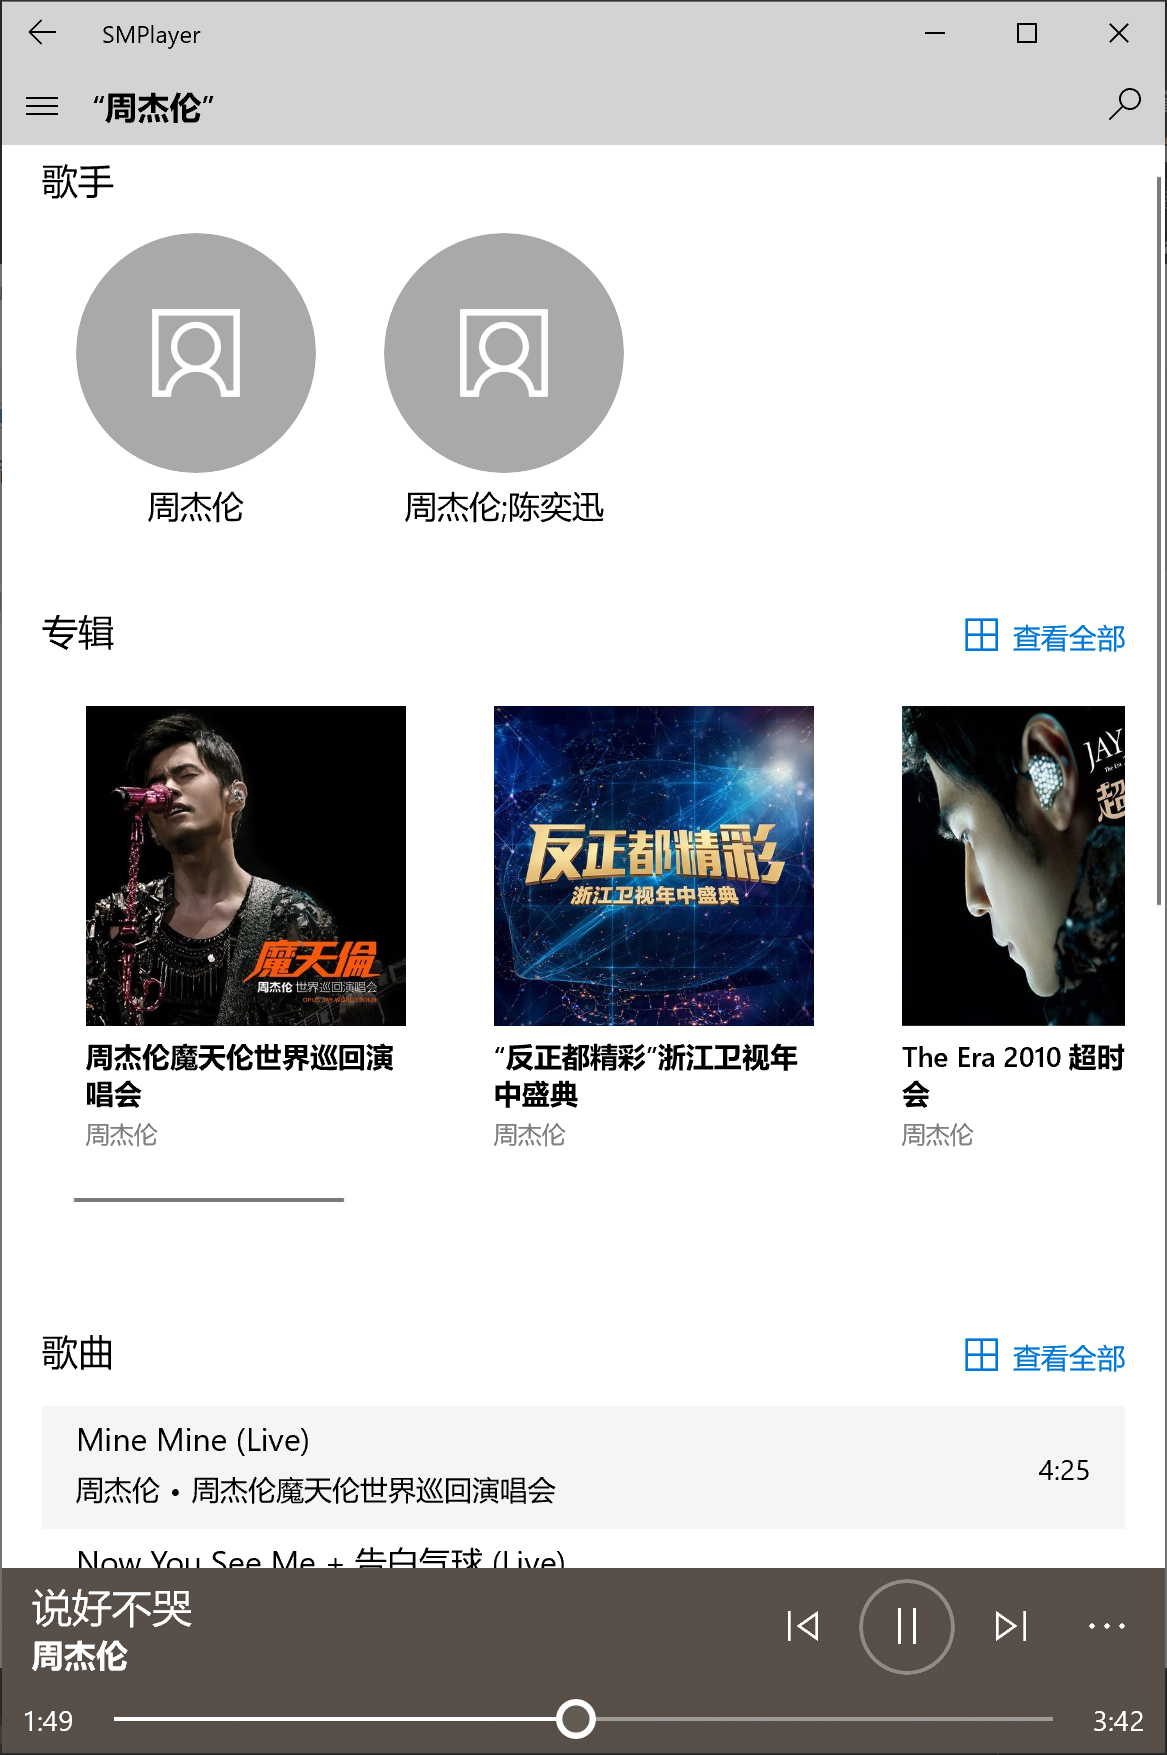 SMPlayer
“周杰伦”
歌手
周杰伦
周杰伦;陈奕迅
专辑
查看全部
魔天倫
周杰伦 世界巡回演唱会
OPUS JAY WORLD TOUR
反正都精彩
浙江卫视年中盛典
JAY
The Era
超
周杰伦魔天伦世界巡回演
唱会
周杰伦
“反正都精彩”浙江卫视年
中盛典
周杰伦
The Era 2010 超时
会
周杰伦
歌曲
查看全部
Mine Mine (Live)
周杰伦 • 周杰伦魔天伦世界巡回演唱会
4:25
Now You See Me + 告白气球 (Live)
说好不哭
周杰伦
1:49
3:42